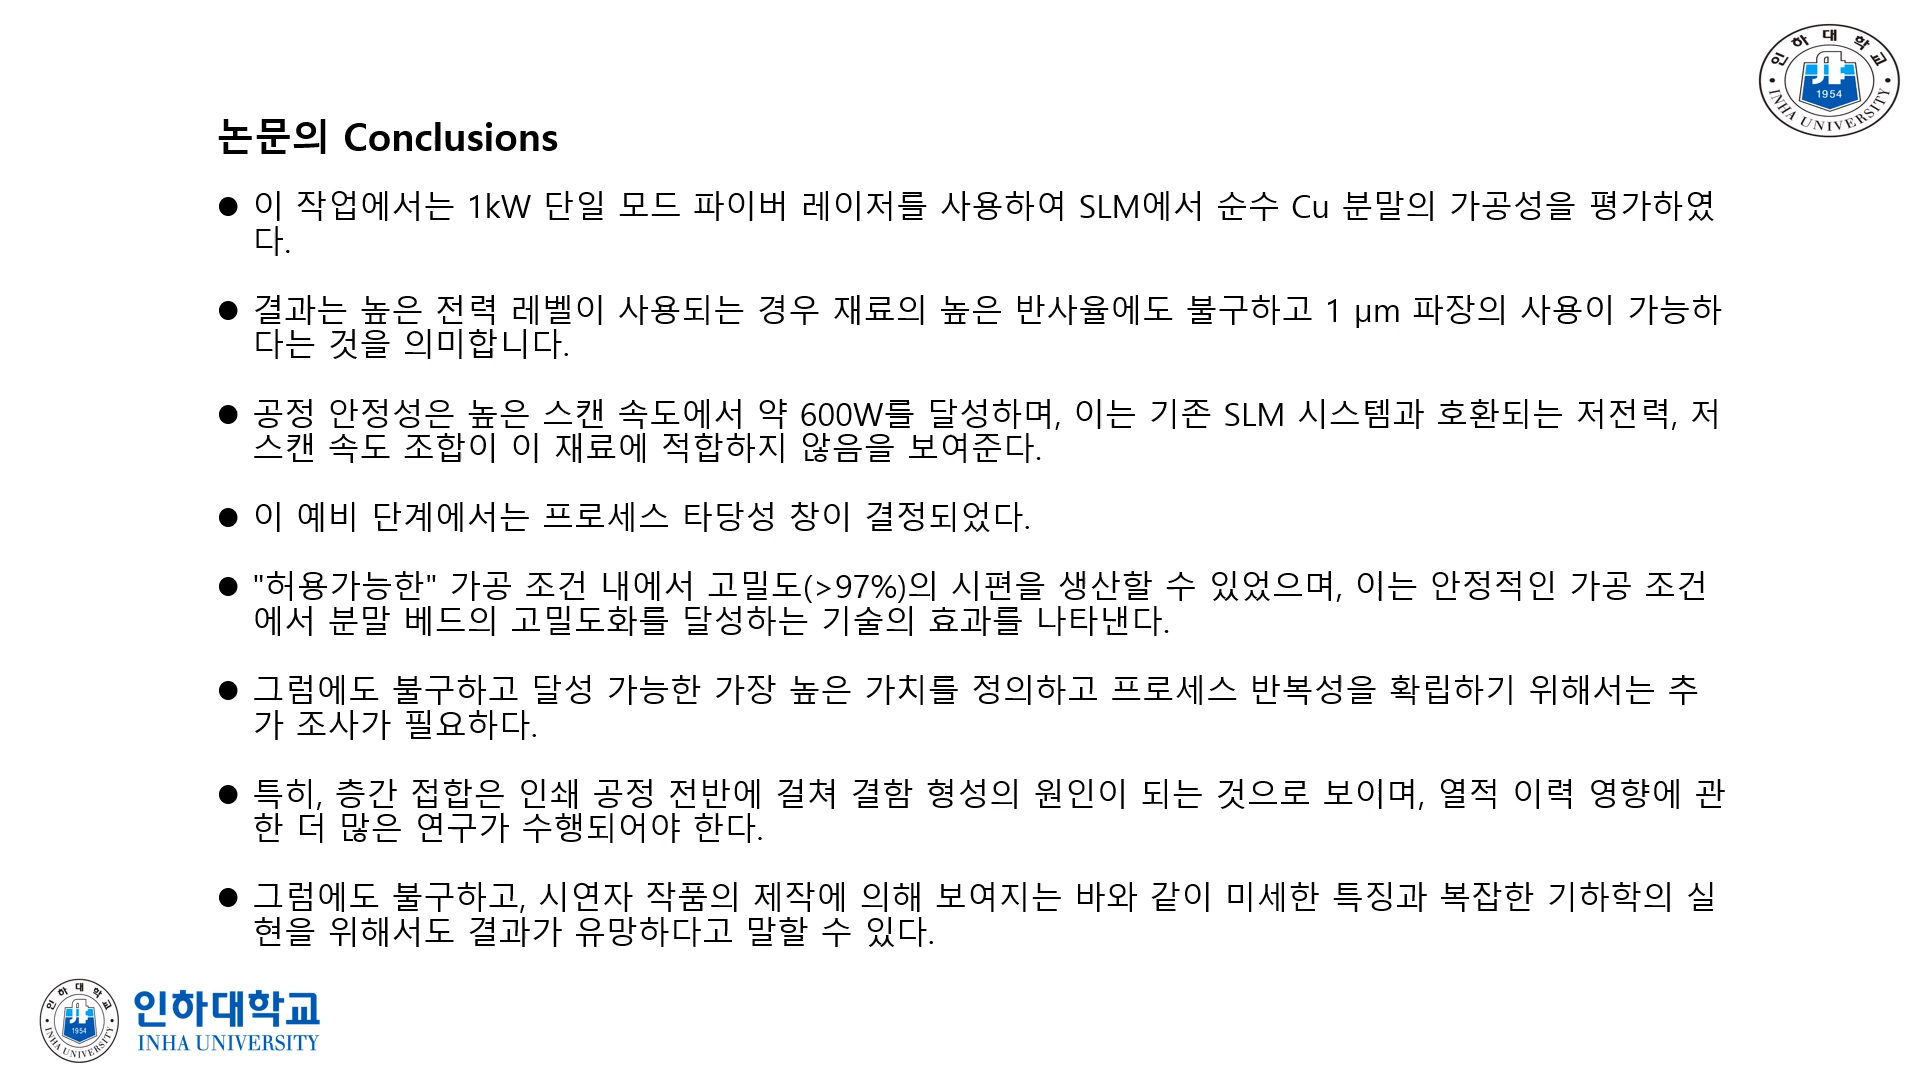 인하대학교
1954
INHA UNIVERSITY
논문의 Conclusions
● 이 작업에서는 1kW 단일 모드 파이버 레이저를 사용하여 SLM에서 순수 Cu 분말의 가공성을 평가하였
다.
● 결과는 높은 전력 레벨이 사용되는 경우 재료의 높은 반사율에도 불구하고 1 μm 파장의 사용이 가능하
다는 것을 의미합니다.
● 공정 안정성은 높은 스캔 속도에서 약 600W를 달성하며, 이는 기존 SLM 시스템과 호환되는 저전력, 저
스캔 속도 조합이 이 재료에 적합하지 않음을 보여준다.
● 이 예비 단계에서는 프로세스 타당성 창이 결정되었다.
● "허용가능한" 가공 조건 내에서 고밀도(>97%)의 시편을 생산할 수 있었으며, 이는 안정적인 가공 조건
에서 분말 베드의 고밀도화를 달성하는 기술의 효과를 나타낸다.
● 그럼에도 불구하고 달성 가능한 가장 높은 가치를 정의하고 프로세스 반복성을 확립하기 위해서는 추
가 조사가 필요하다.
● 특히, 층간 접합은 인쇄 공정 전반에 걸쳐 결함 형성의 원인이 되는 것으로 보이며, 열적 이력 영향에 관
한 더 많은 연구가 수행되어야 한다.
● 그럼에도 불구하고, 시연자 작품의 제작에 의해 보여지는 바와 같이 미세한 특징과 복잡한 기하학의 실
현을 위해서도 결과가 유망하다고 말할 수 있다.
인하대학교
1954
INHA UNIVERSITY
인하대학교
INHA UNIVERSITY